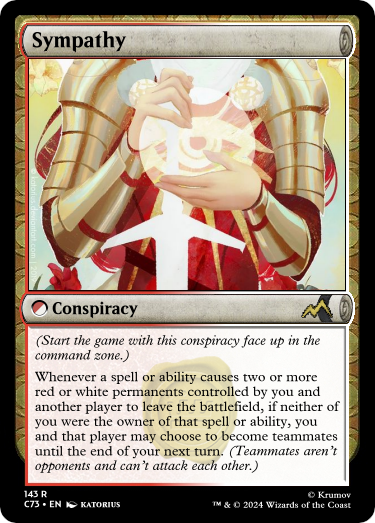 Sympathy
Conspiracy
(Start the game with this conspiracy face up in the
command zone.)
Whenever a spell or ability causes two or more
red or white permanents controlled by you and
another player to leave the battlefield, if neither of
you were the owner of that spell or ability, you
and that player may choose to become teammates
until the end of your next turn. (Teammates aren't
opponents and can't attack each other.)
143 R
© Krumov
C73 • EN KATORIUS
™ & © 2024 Wizards of the Coast